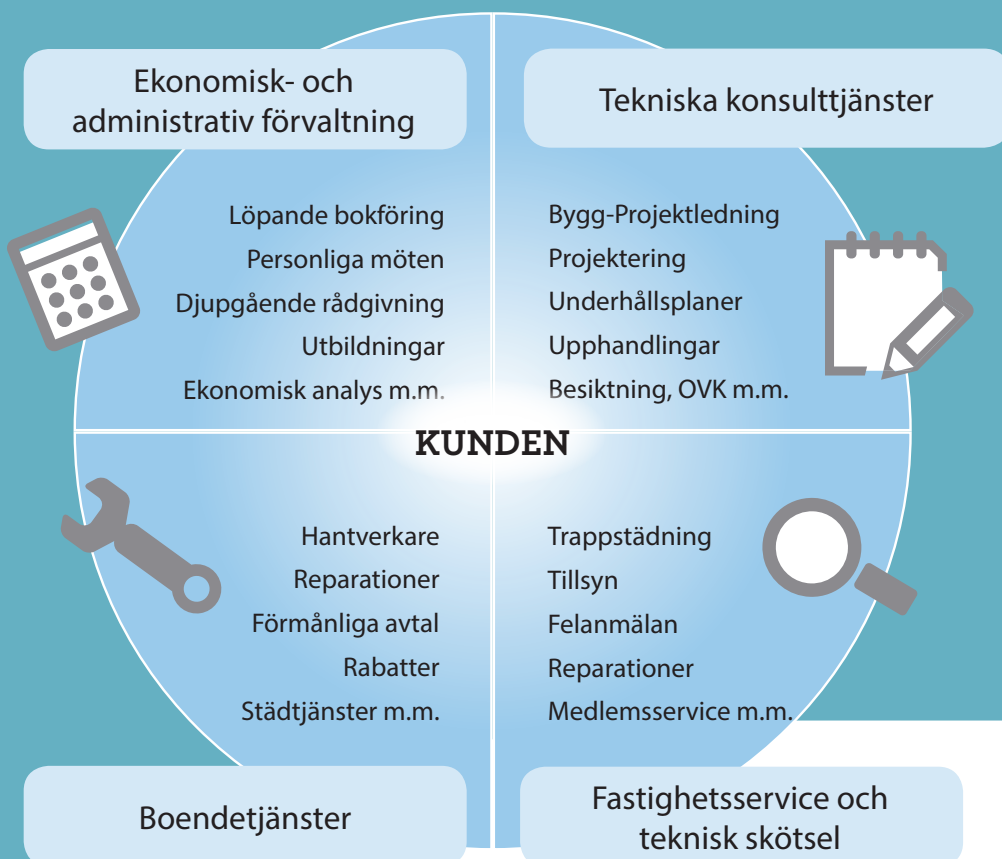 Ekonomisk- och
administrativ förvaltning
Löpande bokföring
Personliga möten
Djupgående rådgivning
Utbildningar
Ekonomisk analys m.m.
Tekniska konsulttjänster
Bygg-Projektledning
Projektering
Underhållsplaner
Upphandlingar
Besiktning, OVK m.m.
KUNDEN
Hantverkare
Reparationer
Förmånliga avtal
Rabatter
Städtjänster m.m.
Boendetjänster
Trappstädning
Tillsyn
Felanmälan
Reparationer
Medlemsservice m.m.
Fastighetsservice och
teknisk skötsel